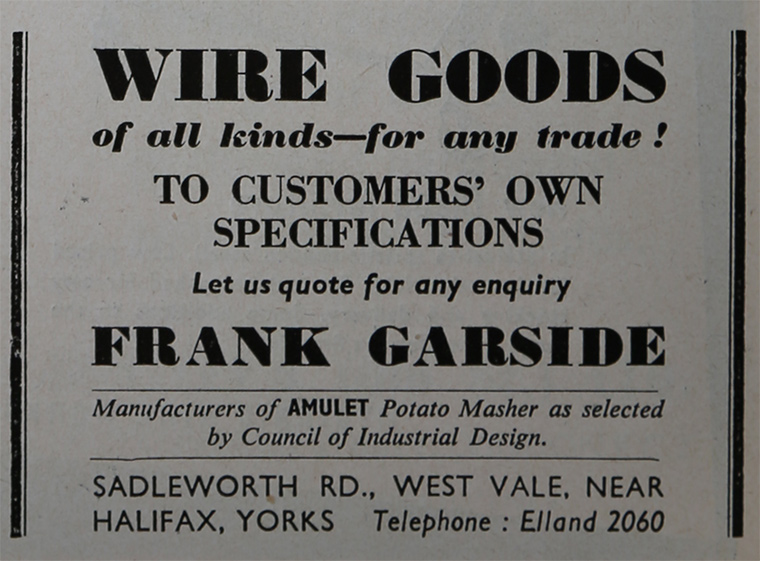 WIRE GOODS
of all kinds—for any trade!
TO CUSTOMERS' OWN
SPECIFICATIONS
Let us quote for any enquiry
FRANK GARSIDE
Manufacturers of AMULET Potato Masher as selected
by Council of Industrial Design.
SADLEWORTH RD., WEST VALE, NEAR
HALIFAX, YORKS Telephone : Elland 2060